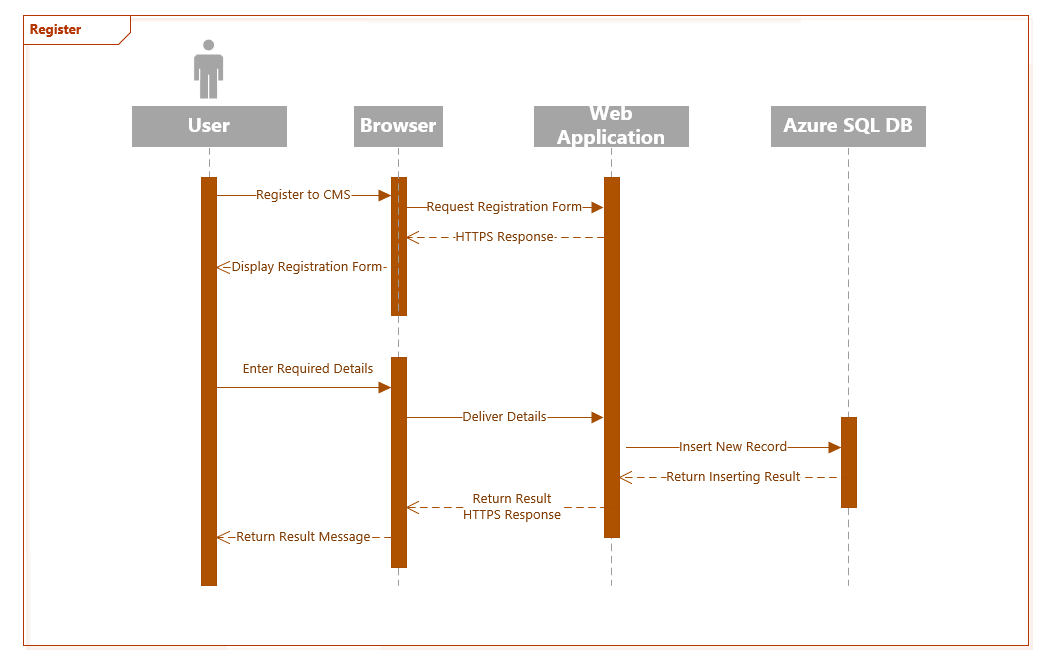 Register
User
Browser
Web
Application
Azure SQL DB
Register to CMS
Request Registration Form
HTTPS Response
Display Registration Form
Enter Required Details
Deliver Details
Insert New Record
Return Inserting Result
Return Result
HTTPS Response
Return Result Message